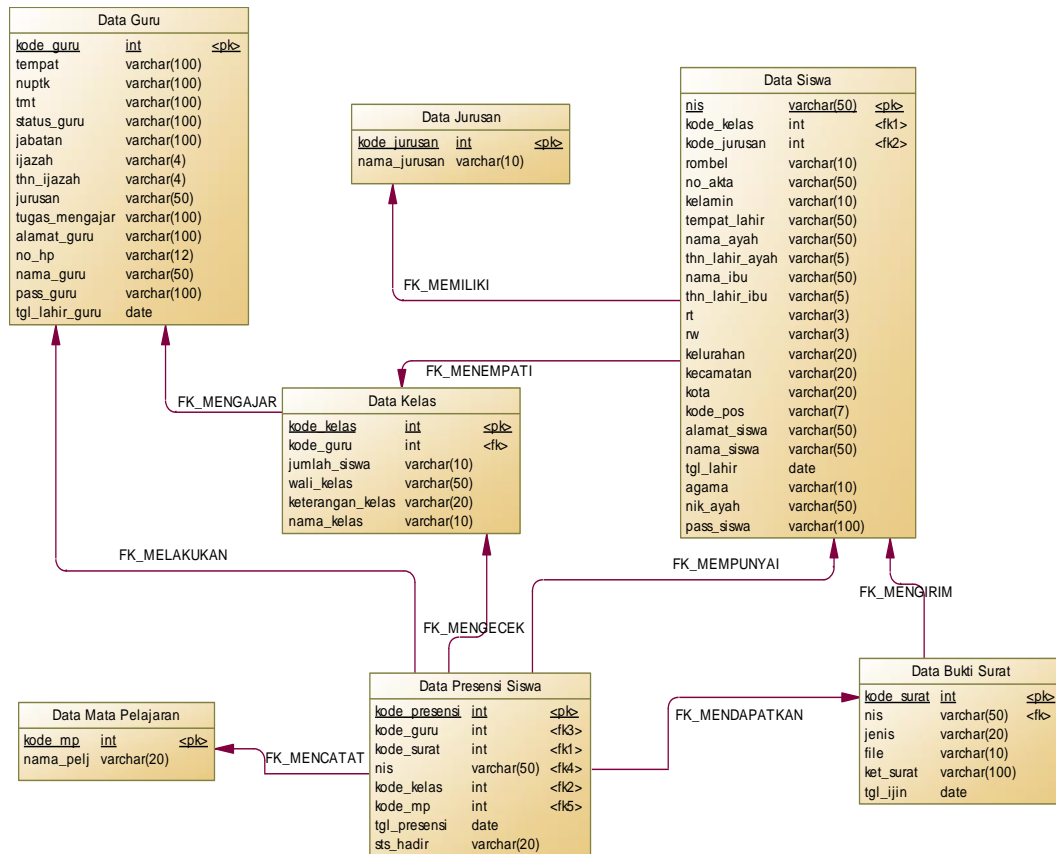 Data Guru
kode_guru int <pk>
tempat varchar(100)
nuptk varchar(100)
tmt varchar(100)
status_guru varchar(100)
jabatan varchar(100)
ijazah varchar(4)
thn_ijazah varchar(4)
jurusan varchar(50)
tugas_mengajar varchar(100)
alamat_guru varchar(100)
no_hp varchar(12)
nama_guru varchar(50)
pass_guru varchar(100)
tgl_lahir_guru date
Data Jurusan
kode_jurusan int <pk>
nama_jurusan varchar(10)
Data Siswa
nis varchar(50) <pk>
kode_kelas int <fk1>
kode_jurusan int <fk2>
rombel varchar(10)
no_akta varchar(50)
kelamin varchar(10)
tempat_lahir varchar(50)
nama_ayah varchar(50)
thn_lahir_ayah varchar(5)
nama_ibu varchar(50)
thn_lahir_ibu varchar(5)
rt varchar(3)
rw varchar(3)
kelurahan varchar(20)
kecamatan varchar(20)
kota varchar(20)
kode_pos varchar(7)
alamat_siswa varchar(50)
nama_siswa varchar(50)
tgl_lahir date
agama varchar(10)
nik_ayah varchar(50)
pass_siswa varchar(100)
FK_MEMILIKI
FK_MENEMPATI
FK_MENGAJAR
Data Kelas
kode_kelas int <pk>
kode_guru int <fk>
jumlah_siswa varchar(10)
wali_kelas varchar(50)
keterangan_kelas varchar(20)
nama_kelas varchar(10)
FK_MELAKUKAN
FK_MEMPUNYAI
FK_MENGIRIM
FK_MENGECEK
Data Presensi Siswa
kode_presensi int <pk>
kode_guru int <fk3>
kode_surat int <fk1>
nis varchar(50) <fk4>
kode_kelas int <fk2>
kode_mp int <fk5>
tgl_presensi date
sts_hadir varchar(20)
Data Bukti Surat
kode_surat int <pk>
nis varchar(50) <fk>
jenis varchar(20)
file varchar(10)
ket_surat varchar(100)
tgl_ijin date
FK_MENDAPATKAN
Data Mata Pelajaran
kode_mp int <pk>
nama_pelj varchar(20)
FK_MENCATAT